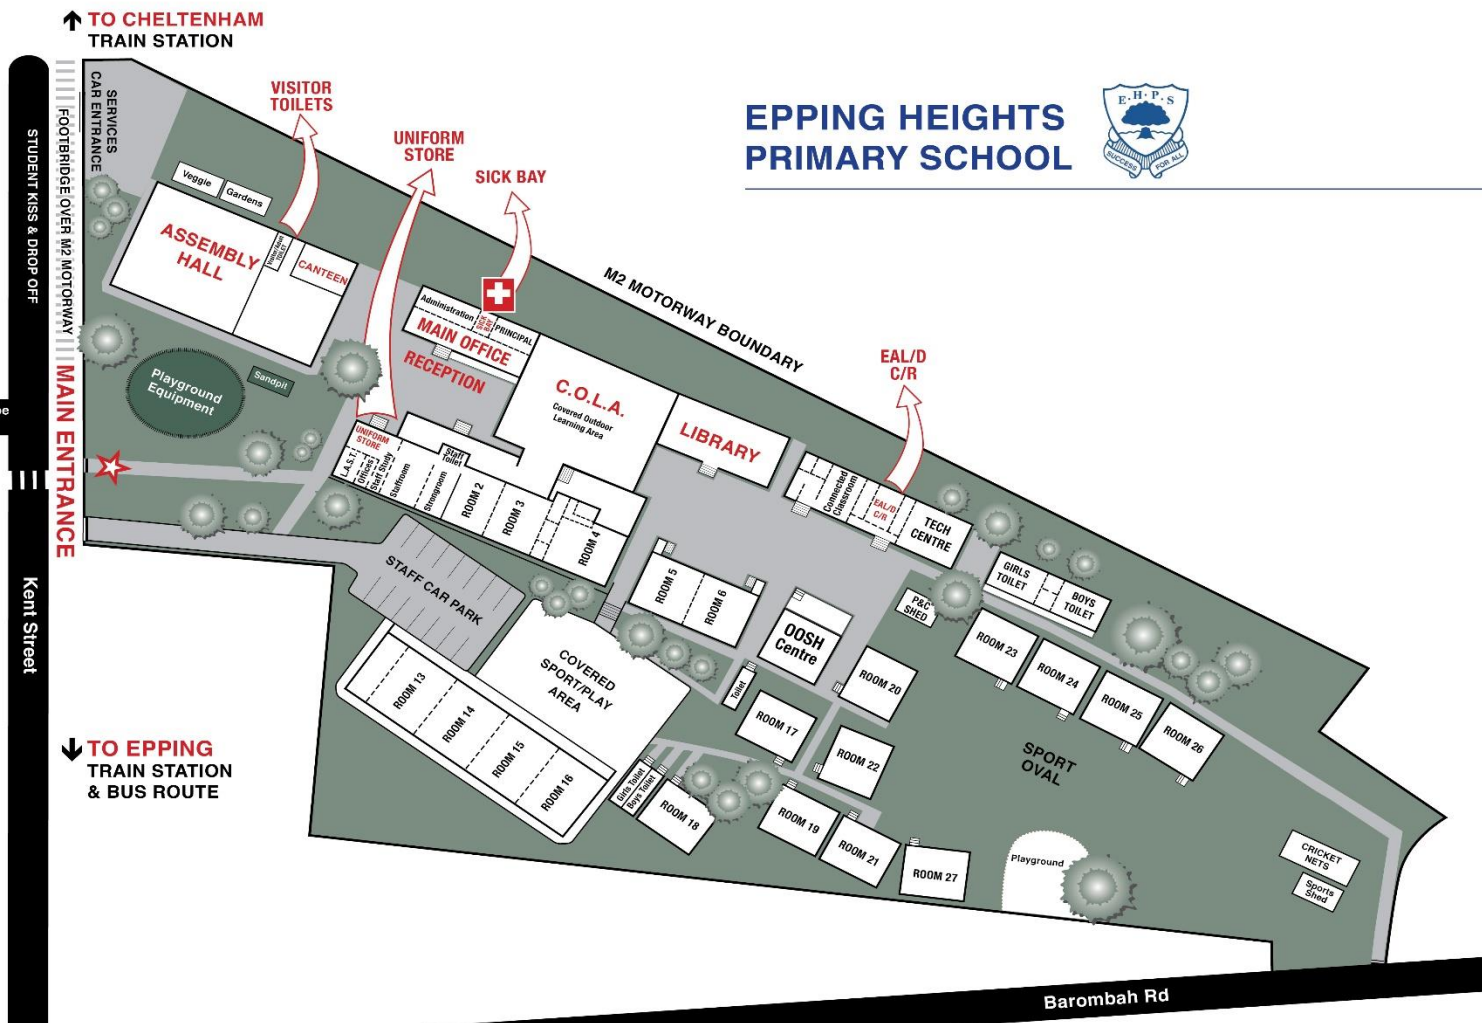 TO CHELTENHAM
TRAIN STATION
SERVICES
CAR ENTRANCE
STUDENT KISS & DROP OFF
FOOTBRIDGE OVER M2 MOTORWAY
MAIN ENTRANCE
Kent Street
VISITOR
TOILETS
UNIFORM
STORE
SICK BAY
EPPING HEIGHTS
PRIMARY SCHOOL
E·H·P·S
SUCCESS
FOR ALL
Veggie
Gardens
ASSEMBLY
HALL
CANTEEN
M2 MOTORWAY BOUNDARY
Administration
SICK
BAY
PRINCIPAL
MAIN OFFICE
RECEPTION
Playground
Equipment
Sandpit
C.O.L.A.
Covered Outdoor
Learning Area
LIBRARY
EAL/D
C/R
UNIFORM
STORE
L.A.S.T.
Offices
Staff Study
Staffroom
Strongroom
Staff
Toilet
ROOM 2
ROOM 3
ROOM 4
Connected
Classroom
EAL/D
C/R
TECH
CENTRE
GIRLS
TOILET
BOYS
TOILET
STAFF CAR PARK
ROOM 5
ROOM 6
P&C
SHED
OOSH
Centre
ROOM 23
ROOM 24
ROOM 25
ROOM 26
COVERED
SPORT/PLAY
AREA
ROOM 13
ROOM 14
ROOM 15
ROOM 16
Toilet
ROOM 17
ROOM 20
ROOM 22
SPORT
OVAL
Girls Toilet
Boys Toilet
ROOM 18
ROOM 19
ROOM 21
ROOM 27
Playground
CRICKET
NETS
Sports
Shed
TO EPPING
TRAIN STATION
& BUS ROUTE
Barombah Rd